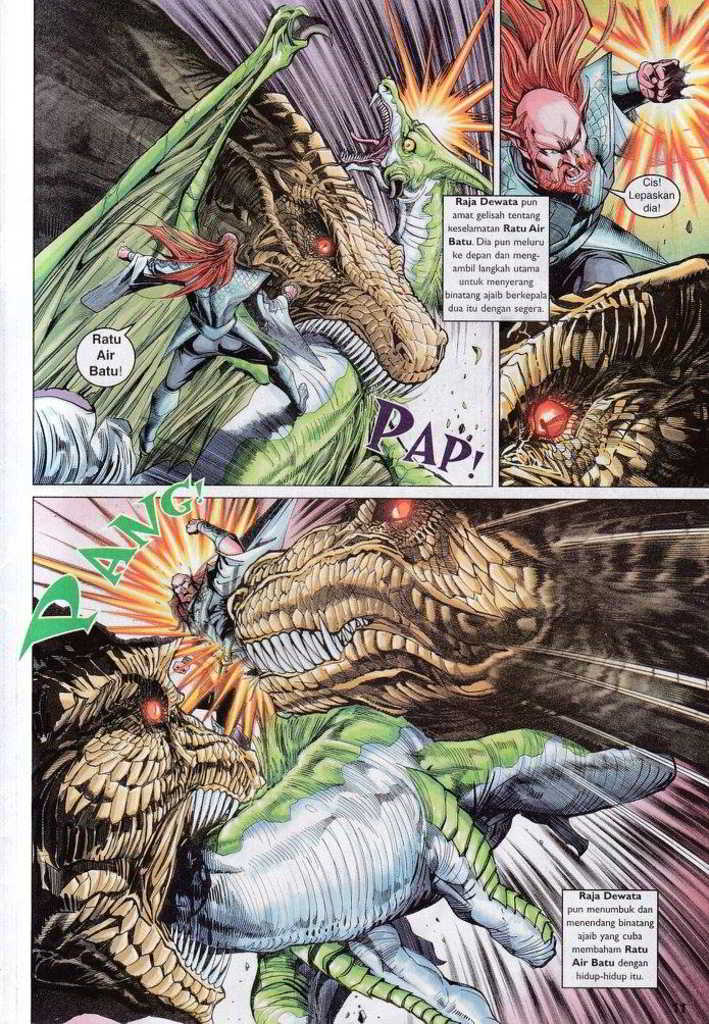 Raja Dewata pun
amat gelisah tentang
keselamatan Ratu Air
Batu. Dia pun meluru
ke depan dan meng-
ambil langkah utama
untuk menyerang
binatang ajaib berkepala
dua itu dengan segera.
Cis!
Lepaskan
dia!
Ratu
Air
Batu!
PAP!
PANG!
Raja Dewata
pun menumbuk dan
menendang binatang
ajaib yang cuba
membaham Ratu
Air Batu dengan
hidup-hidup itu.
11